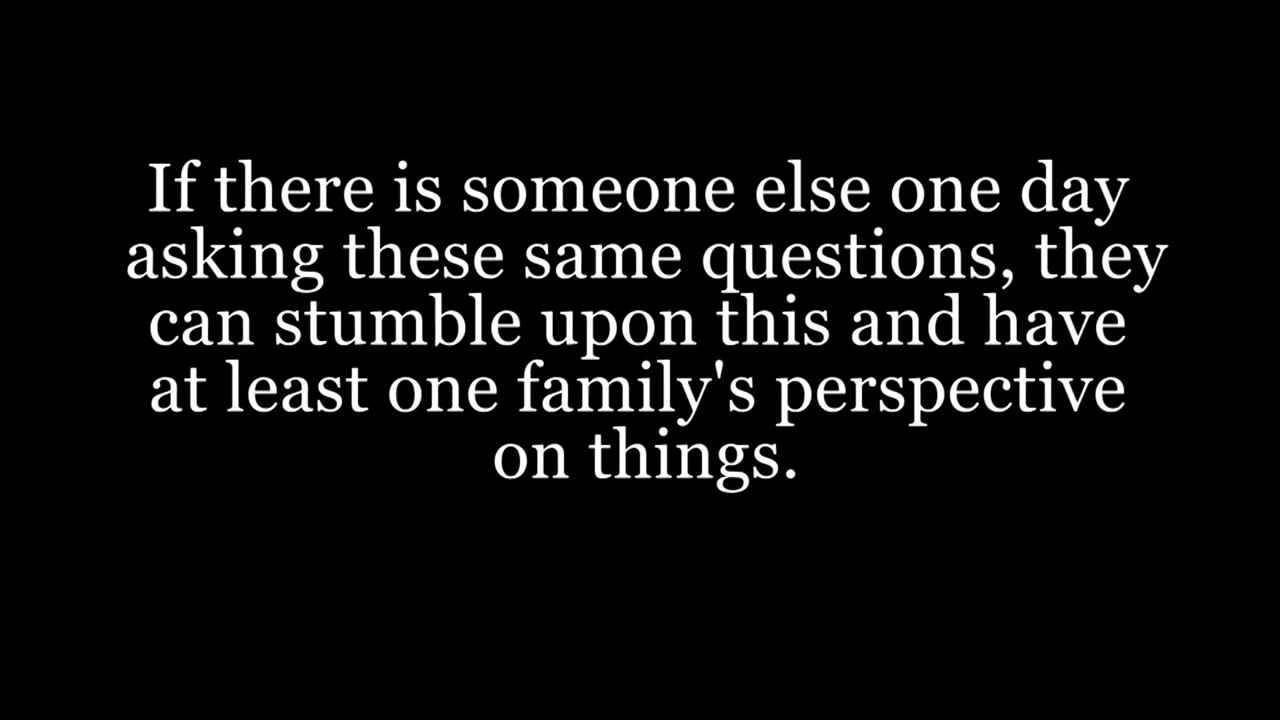 If there is someone else one day
asking these same questions, they
can stumble upon this and have
at least one family's perspective
on things.